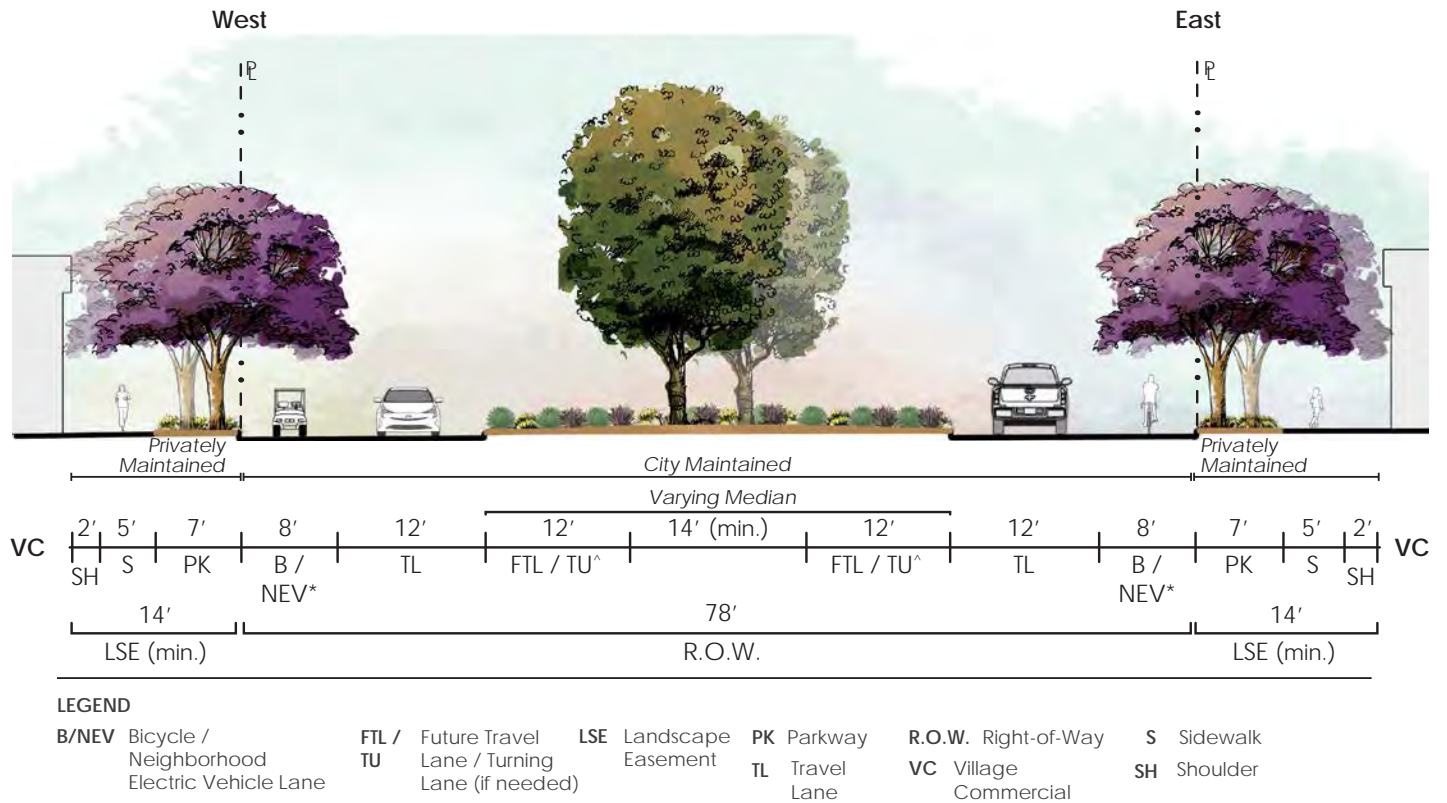 West
East
PL
PL
Privately
Maintained
City Maintained
Privately
Maintained
Varying Median
VC
2' 5' 7' 8' 12' 12' 14' (min.) 12' 12' 8' 7' 5' 2'
VC
SH S PK B / NEV* TL FTL / TU^ FTL / TU^ TL B / NEV* PK S SH
14' 78' 14'
LSE (min.) R.O.W. LSE (min.)
LEGEND
B/NEV Bicycle /
Neighborhood
Electric Vehicle Lane
FTL / Future Travel
TU Lane / Turning
Lane (if needed)
LSE Landscape
Easement
PK Parkway
TL Travel
Lane
R.O.W. Right-of-Way
VC Village
Commercial
S Sidewalk
SH Shoulder